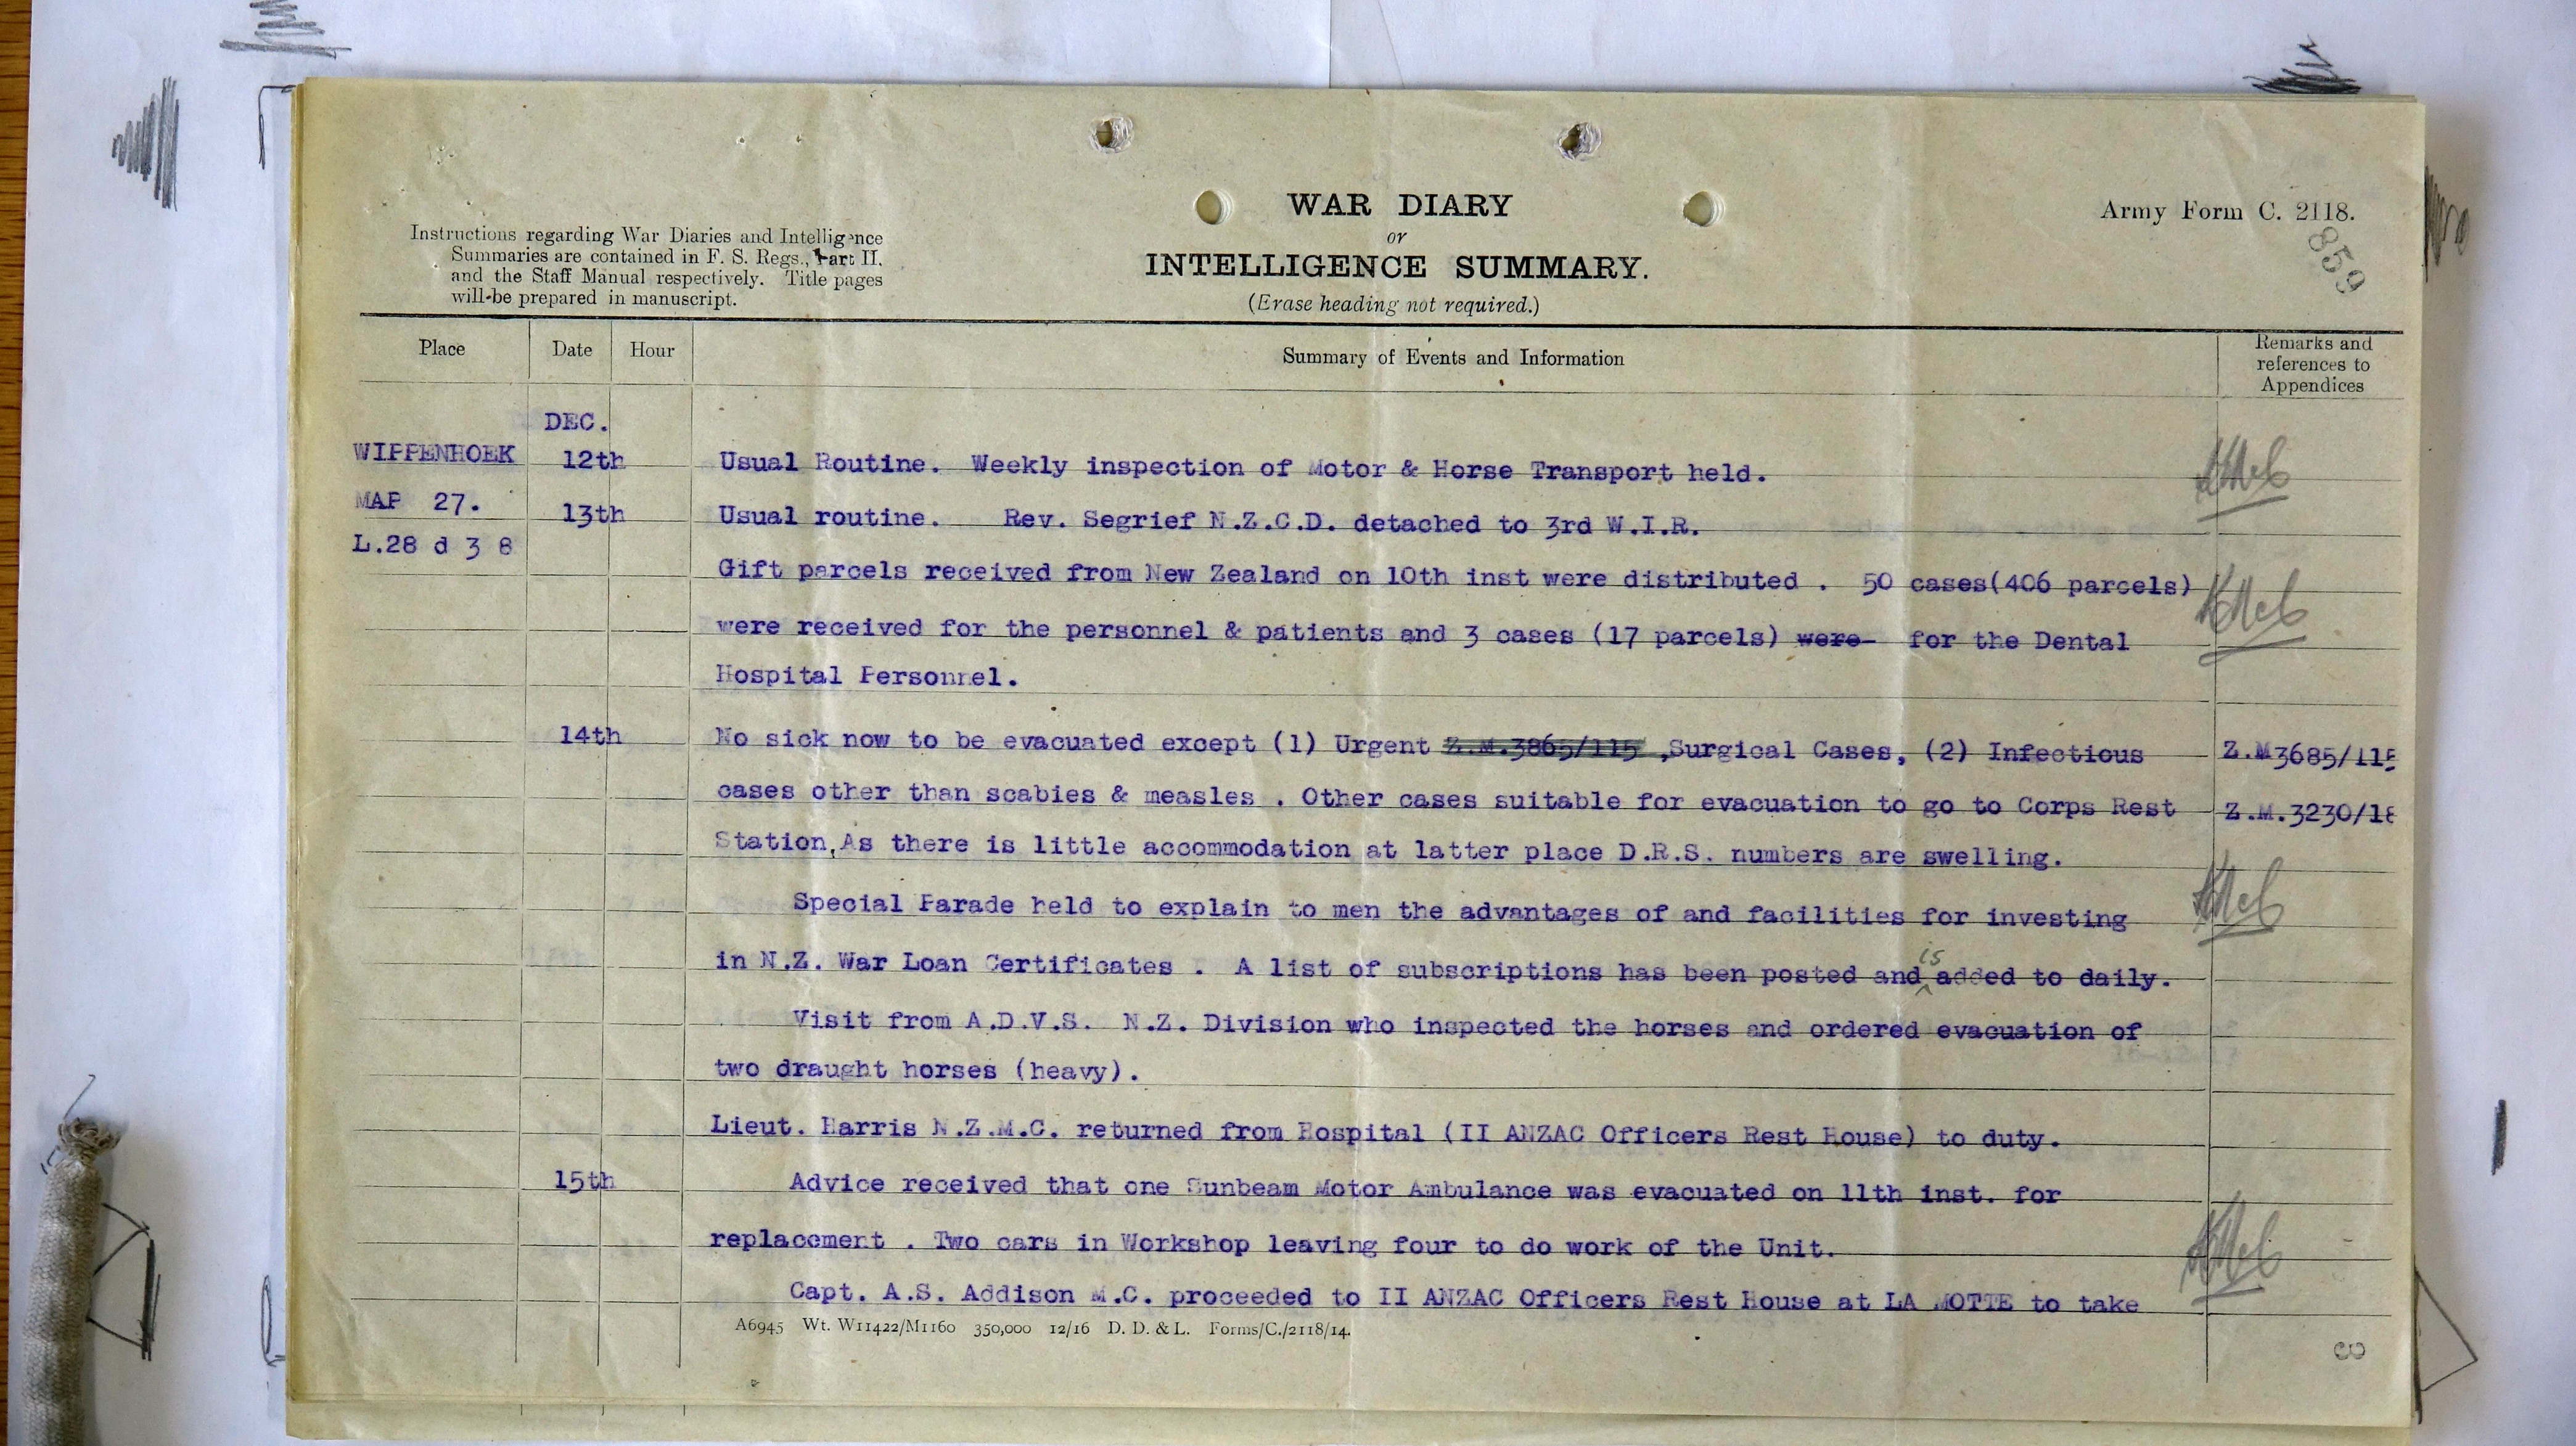 WAR DIARY
or
INTELLIGENCE SUMMARY.
(Erase heading not required.)
Army Form C. 2118.
859
Instructions regarding War Diaries and Intelligence
Summaries are contained in F. S. Regs., Part II.
and the Staff Manual respectively. Title pages
will be prepared in manuscript.
Place Date Hour Summary of Events and Information Remarks and references to Appendices
DEC.
WIPPENHOEK 12th Usual Routine. Weekly inspection of Motor & Horse Transport held.
MAP 27. 13th Usual routine. Rev. Segrief N.Z.C.D. detached to 3rd W.I.R.
L.28 d 3 8
Gift parcels received from New Zealand on 10th inst were distributed . 50 cases(406 parcels)
were received for the personnel & patients and 3 cases (17 parcels) were for the Dental
Hospital Personnel.
14th No sick now to be evacuated except (1) Urgent Z.M.3865/115 ,Surgical Cases, (2) Infectious Z.M3685/115
cases other than scabies & measles . Other cases suitable for evacuation to go to Corps Rest Z.M.3230/18
Station,As there is little accommodation at latter place D.R.S. numbers are swelling.
Special Parade held to explain to men the advantages of and facilities for investing
in N.Z. War Loan Certificates . A list of subscriptions has been posted and is added to daily.
Visit from A.D.V.S. N.Z. Division who inspected the horses and ordered evacuation of
two draught horses (heavy).
Lieut. Harris N.Z.M.C. returned from Hospital (II ANZAC Officers Rest House) to duty.
15th Advice received that one Sunbeam Motor Ambulance was evacuated on 11th inst. for
replacement . Two cars in Workshop leaving four to do work of the Unit.
Capt. A.S. Addison M.C. proceeded to II ANZAC Officers Rest House at LA MOTTE to take
A6945 Wt. W11422/M1160 350,000 12/16 D. D. & L. Forms/C./2118/14.